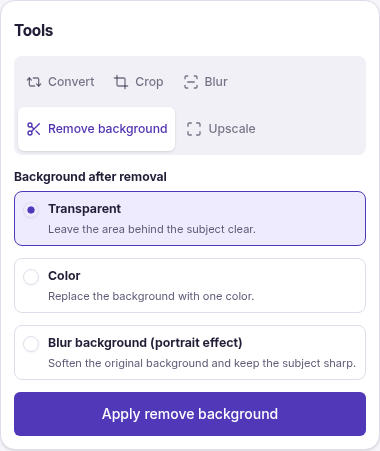 Tools
Convert Crop Blur
Remove background Upscale
Background after removal
Transparent
Leave the area behind the subject clear.
Color
Replace the background with one color.
Blur background (portrait effect)
Soften the original background and keep the subject sharp.
Apply remove background